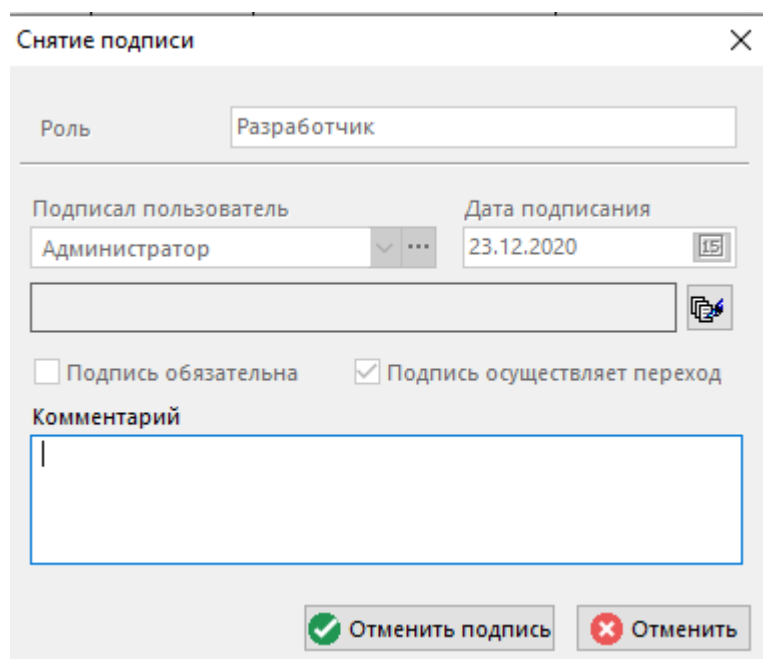 Снятие подписи
Роль Разработчик
Подписал пользователь Дата подписания
Администратор ... 23.12.2020 15
Подпись обязательна Подпись осуществляет переход
Комментарий
Отменить подпись Отменить